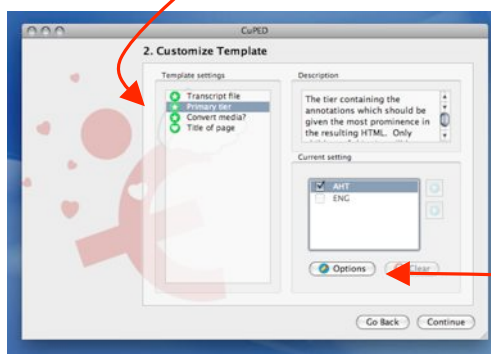 CuPED
2. Customize Template
Template settings
Transcript file
Primary tier
Convert media?
Title of page
Description
The tier containing the
annotations which should be
given the most prominence in
the resulting HTML. Only
Current setting
AHT
ENG
Options
Clear
Go Back
Continue